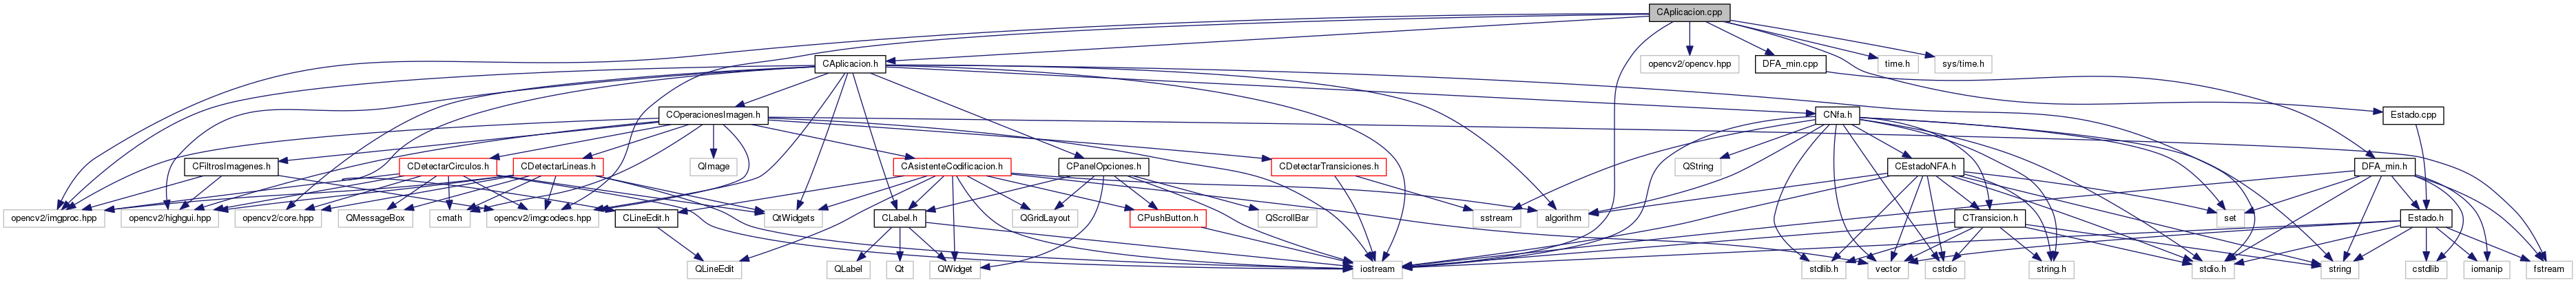 CAplicacion.cpp
CAplicacion.h
opencv2/opencv.hpp
DFA_min.cpp
time.h
sys/time.h
COperacionesImagen.h
CNfa.h
Estado.cpp
CFiltrosImagenes.h
CDetectarCirculos.h
CDetectarLineas.h
QImage
CAsistenteCodificacion.h
CPanelOpciones.h
CDetectarTransiciones.h
QString
CEstadoNFA.h
DFA_min.h
opencv2/imgproc.hpp
opencv2/highgui.hpp
opencv2/core.hpp
QMessageBox
cmath
opencv2/imgcodecs.hpp
CLineEdit.h
QtWidgets
CLabel.h
QGridLayout
CPushButton.h
QScrollBar
sstream
algorithm
CTransicion.h
set
Estado.h
QLineEdit
QLabel
Qt
QWidget
iostream
stdlib.h
vector
cstdio
string.h
stdio.h
string
cstdlib
iomanip
fstream